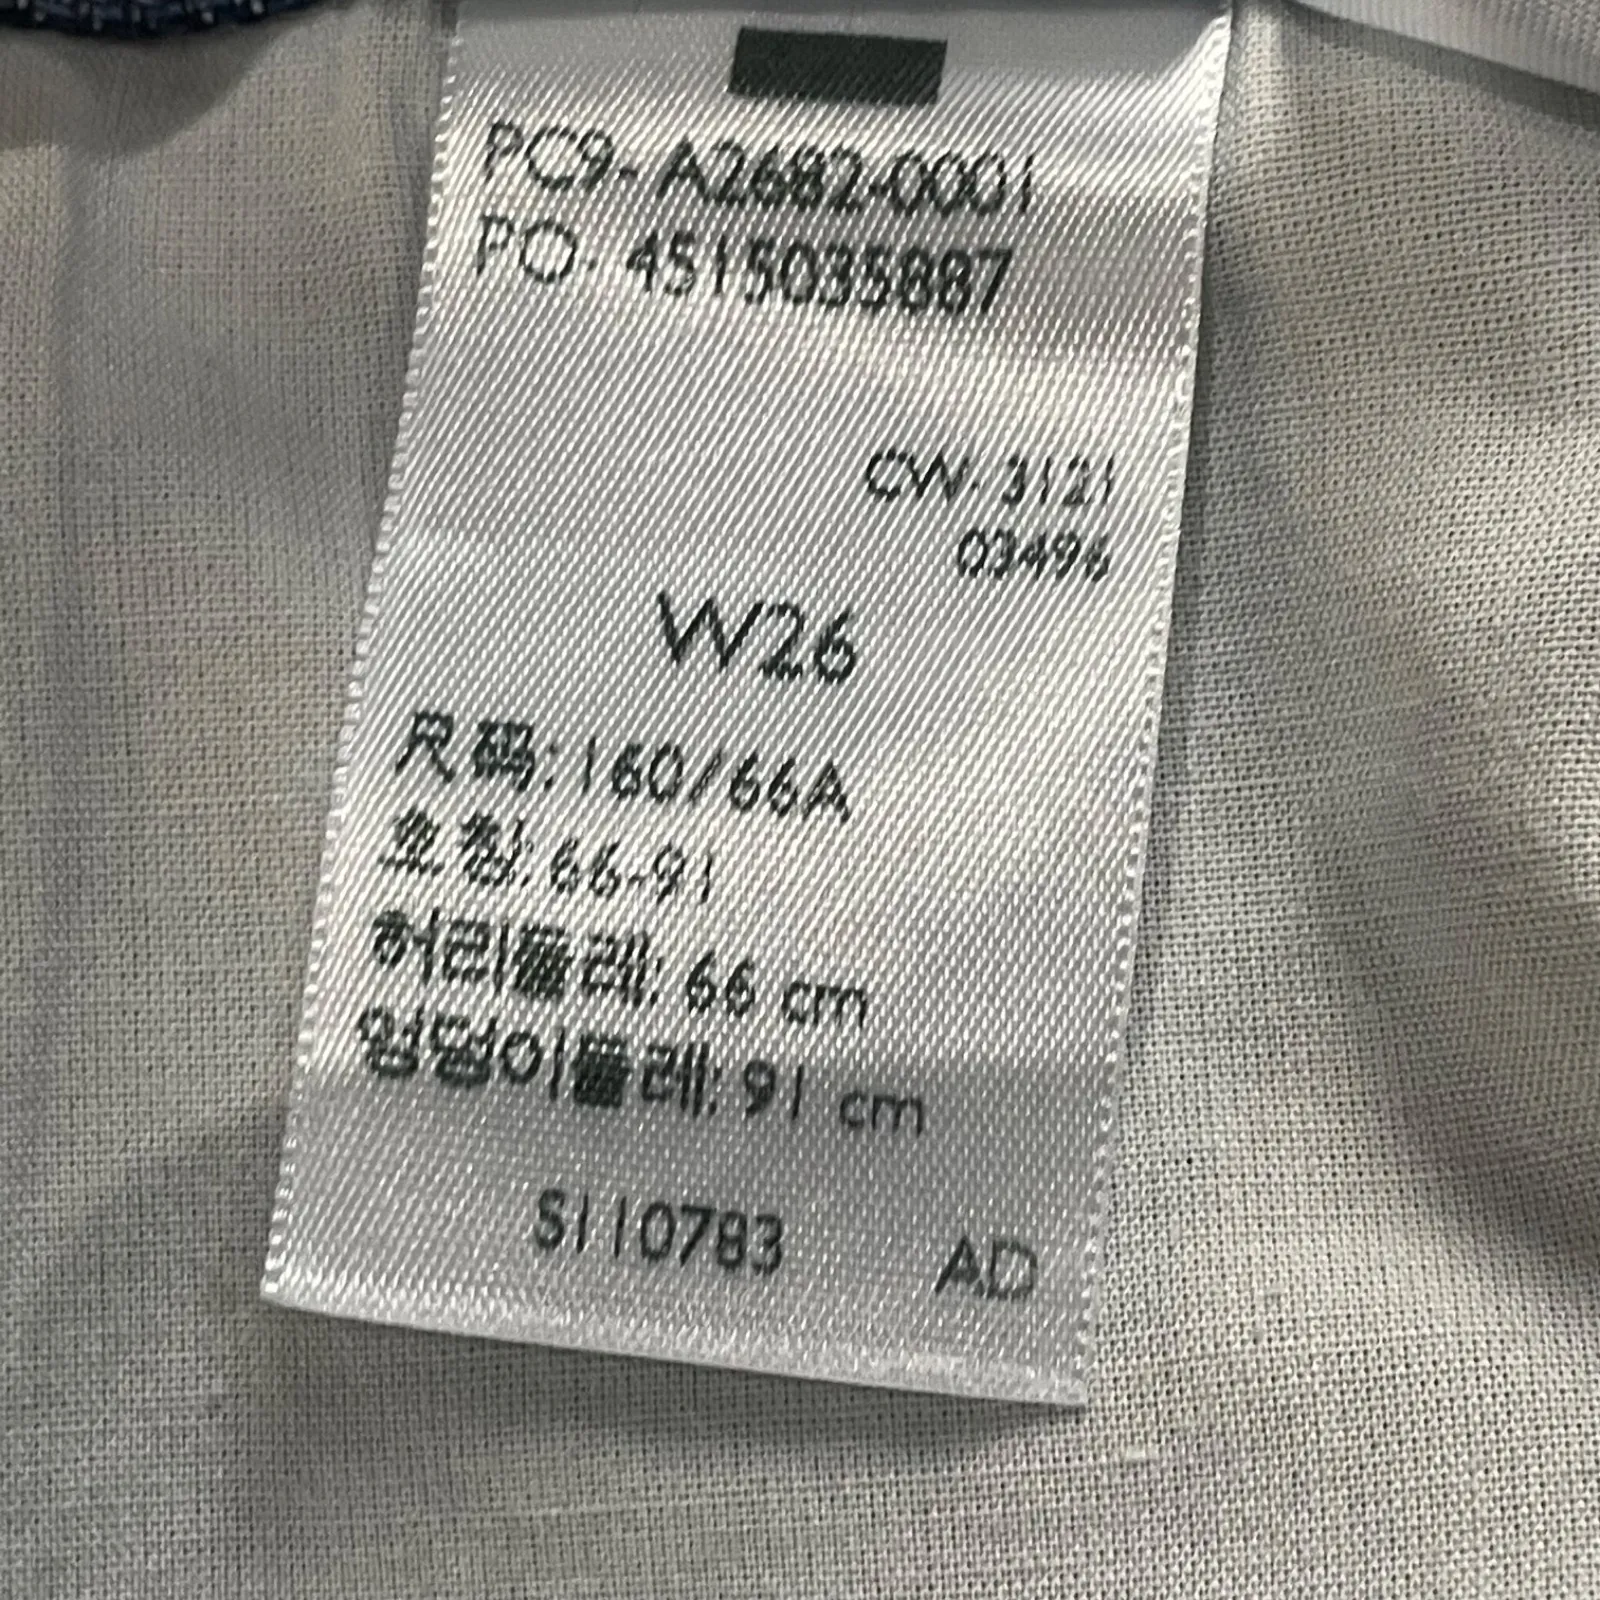 PC9-A2682-0001
PO-4515035887
CW-3121
03496
W26
尺码:160/66A
호칭:66-91
허리둘레:66 cm
엉덩이둘레:91 cm
S110783 AD